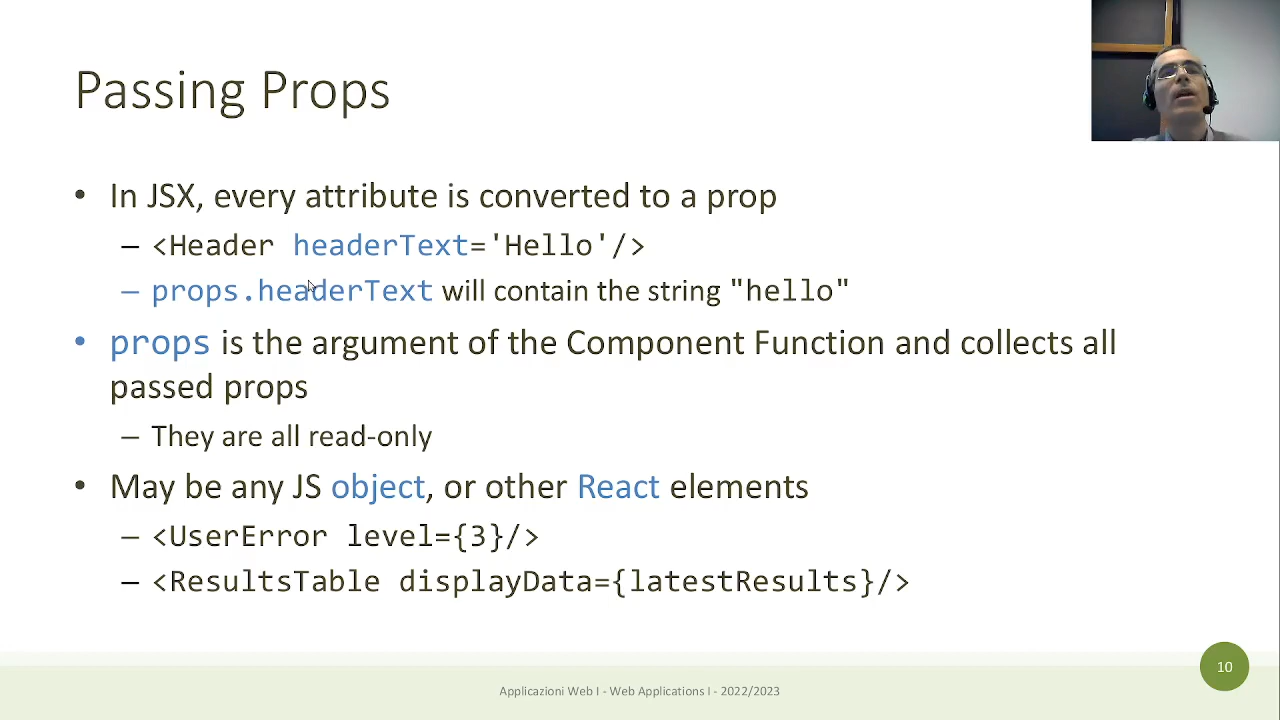 Passing Props
• In JSX, every attribute is converted to a prop
– <Header headerText='Hello'/>
– props.headerText will contain the string "hello"
• props is the argument of the Component Function and collects all
passed props
– They are all read-only
• May be any JS object, or other React elements
– <UserError level={3}/>
– <ResultsTable displayData={latestResults}/>
10
Applicazioni Web I - Web Applications I - 2022/2023